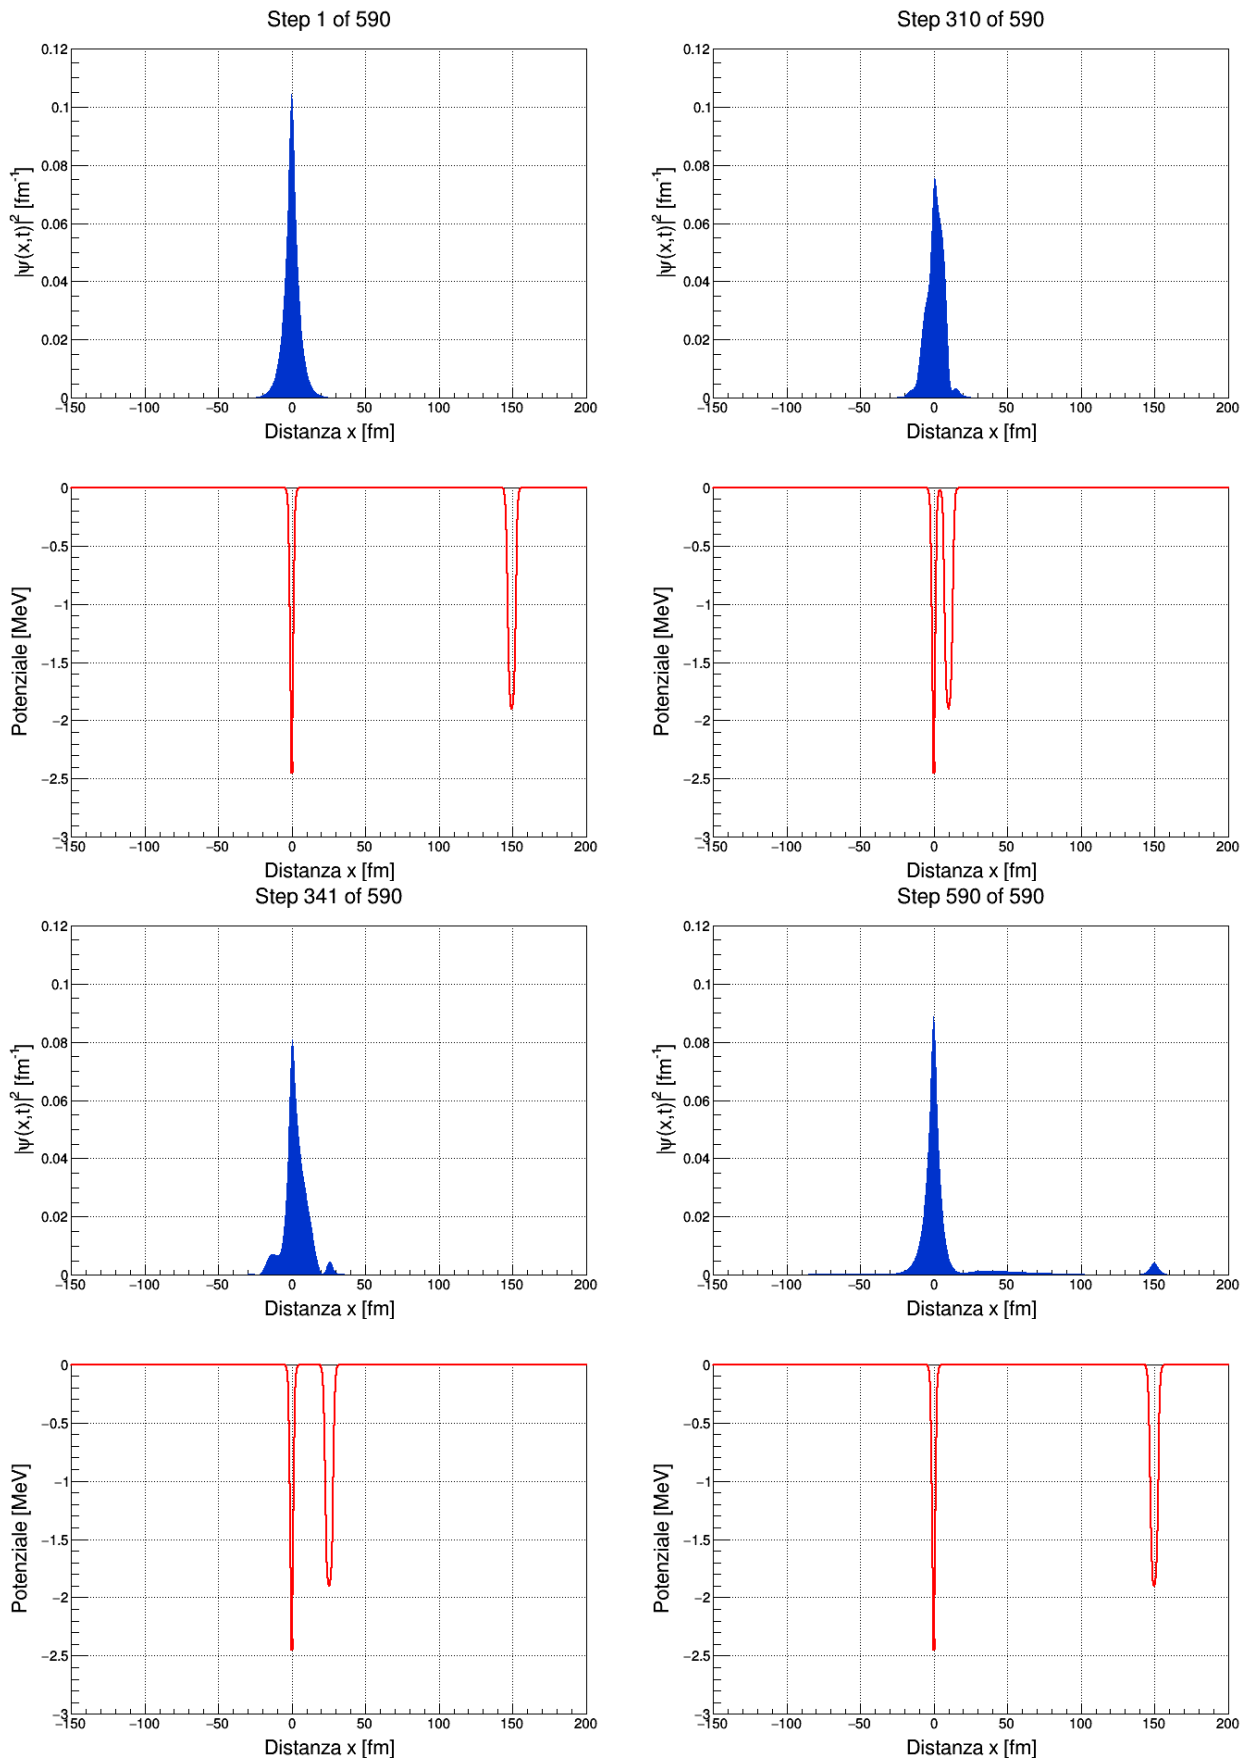 Step 1 of 590
0.12
0.1
0.08
0.06
0.04
0.02
0
|ψ(x,t)|² [fm⁻¹]
−150 −100 −50 0 50 100 150 200
Distanza x [fm]
0
−0.5
−1
−1.5
−2
−2.5
−3
Potenziale [MeV]
−150 −100 −50 0 50 100 150 200
Distanza x [fm]
Step 310 of 590
0.12
0.1
0.08
0.06
0.04
0.02
0
|ψ(x,t)|² [fm⁻¹]
−150 −100 −50 0 50 100 150 200
Distanza x [fm]
0
−0.5
−1
−1.5
−2
−2.5
−3
Potenziale [MeV]
−150 −100 −50 0 50 100 150 200
Distanza x [fm]
Step 341 of 590
0.12
0.1
0.08
0.06
0.04
0.02
0
|ψ(x,t)|² [fm⁻¹]
−150 −100 −50 0 50 100 150 200
Distanza x [fm]
0
−0.5
−1
−1.5
−2
−2.5
−3
Potenziale [MeV]
−150 −100 −50 0 50 100 150 200
Distanza x [fm]
Step 590 of 590
0.12
0.1
0.08
0.06
0.04
0.02
0
|ψ(x,t)|² [fm⁻¹]
−150 −100 −50 0 50 100 150 200
Distanza x [fm]
0
−0.5
−1
−1.5
−2
−2.5
−3
Potenziale [MeV]
−150 −100 −50 0 50 100 150 200
Distanza x [fm]